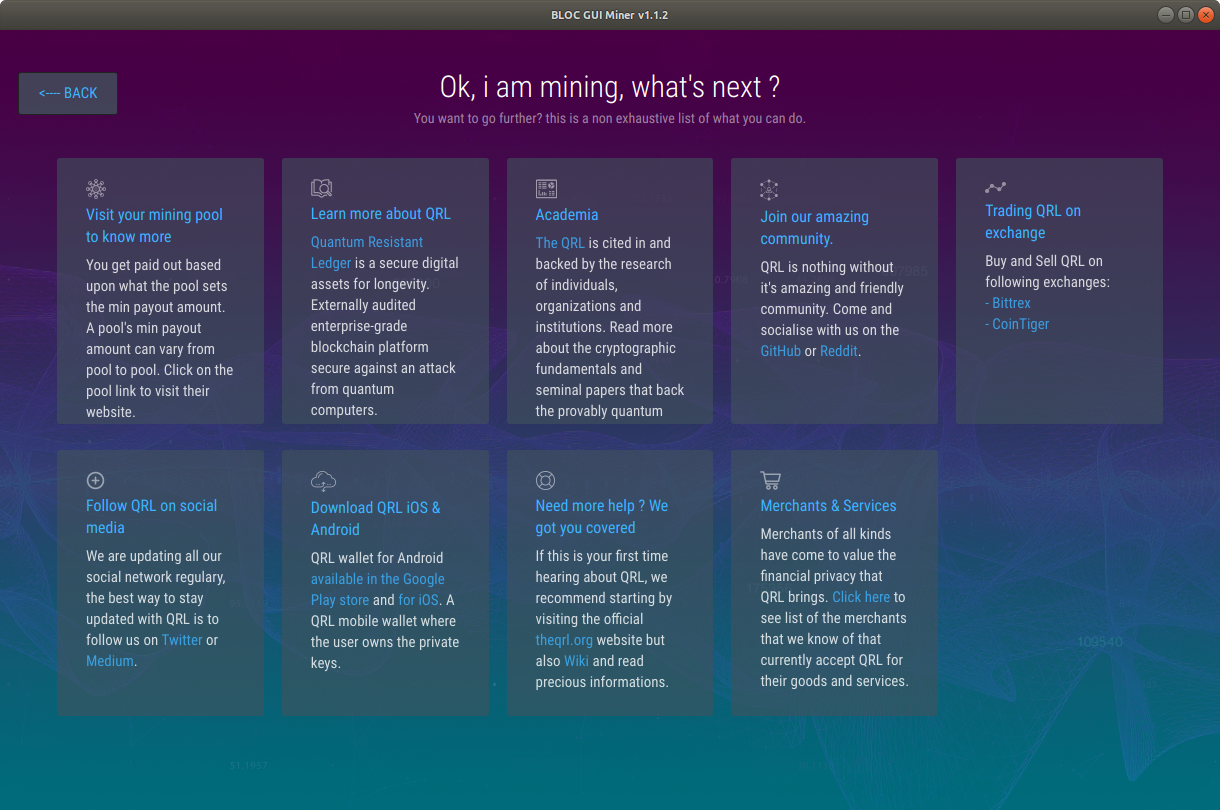 BLOC GUI Miner v1.1.2
<---- BACK
Ok, i am mining, what's next ?
You want to go further? this is a non exhaustive list of what you can do.
Visit your mining pool
to know more
You get paid out based
upon what the pool sets
the min payout amount.
A pool's min payout
amount can vary from
pool to pool. Click on the
pool link to visit their
website.
Learn more about QRL
Quantum Resistant
Ledger is a secure digital
assets for longevity.
Externally audited
enterprise-grade
blockchain platform
secure against an attack
from quantum
computers.
Academia
The QRL is cited in and
backed by the research
of individuals,
organizations and
institutions. Read more
about the cryptographic
fundamentals and
seminal papers that back
the provably quantum
Join our amazing
community.
QRL is nothing without
it's amazing and friendly
community. Come and
socialise with us on the
GitHub or Reddit.
Trading QRL on
exchange
Buy and Sell QRL on
following exchanges:
- Bittrex
- CoinTiger
Follow QRL on social
media
We are updating all our
social network regulary,
the best way to stay
updated with QRL is to
follow us on Twitter or
Medium.
Download QRL iOS &
Android
QRL wallet for Android
available in the Google
Play store and for iOS. A
QRL mobile wallet where
the user owns the private
keys.
Need more help ? We
got you covered
If this is your first time
hearing about QRL, we
recommend starting by
visiting the official
theqrl.org website but
also Wiki and read
precious informations.
Merchants & Services
Merchants of all kinds
have come to value the
financial privacy that
QRL brings. Click here to
see list of the merchants
that we know of that
currently accept QRL for
their goods and services.
109540
51.1957